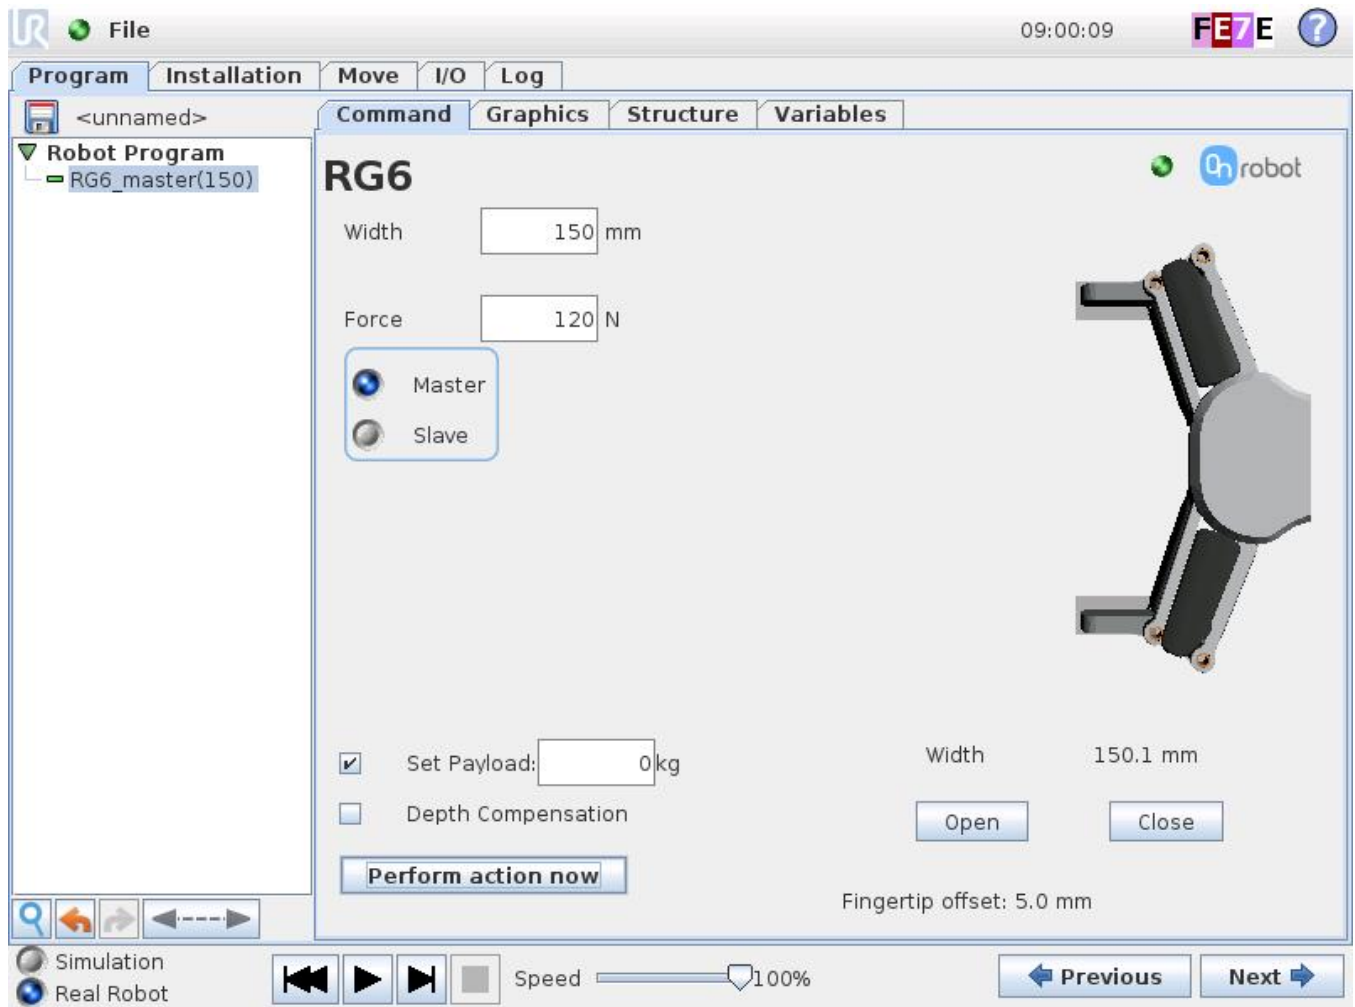 UR File 09:00:09 FE7E ?
Program Installation Move I/O Log
<unnamed> Command Graphics Structure Variables
Robot Program
RG6_master(150)
RG6 On robot
Width 150 mm
Force 120 N
Master
Slave
Set Payload: 0 kg Width 150.1 mm
Depth Compensation Open Close
Perform action now
Fingertip offset: 5.0 mm
Simulation
Real Robot
Speed 100% Previous Next